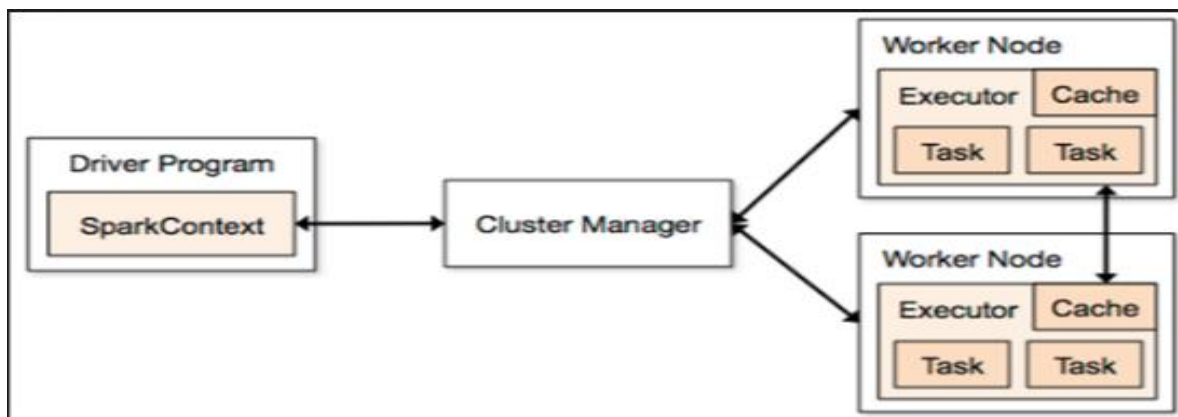 Driver Program
SparkContext
Cluster Manager
Worker Node
Executor
Cache
Task
Task
Worker Node
Executor
Cache
Task
Task